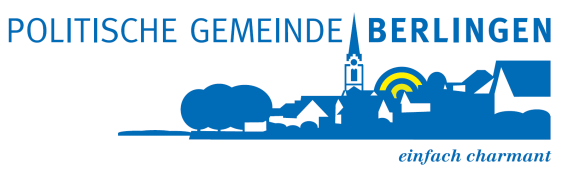 POLITISCHE GEMEINDE BERLINGEN
einfach charmant